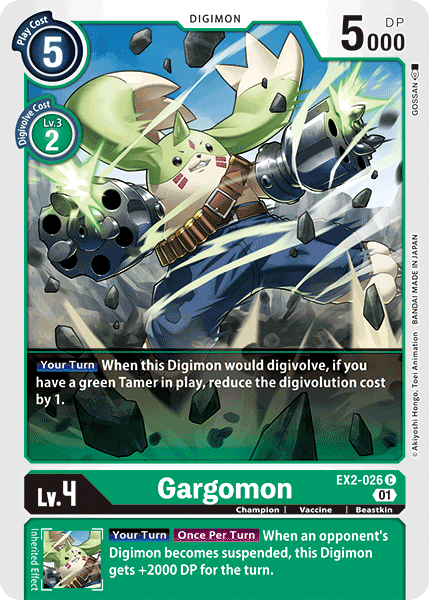 Play Cost
5
DIGIMON
DP
5000
Digivolve Cost
Lv.3
2
GOSSAN
Your Turn When this Digimon would digivolve, if you
have a green Tamer in play, reduce the digivolution cost
by 1.
© Akiyoshi Hongo, Toei Animation BANDAI MADE IN JAPAN
Lv.4
Gargomon
EX2-026 C
01
Champion | Vaccine | Beastkin
Inherited Effect
Your Turn Once Per Turn When an opponent's
Digimon becomes suspended, this Digimon
gets +2000 DP for the turn.